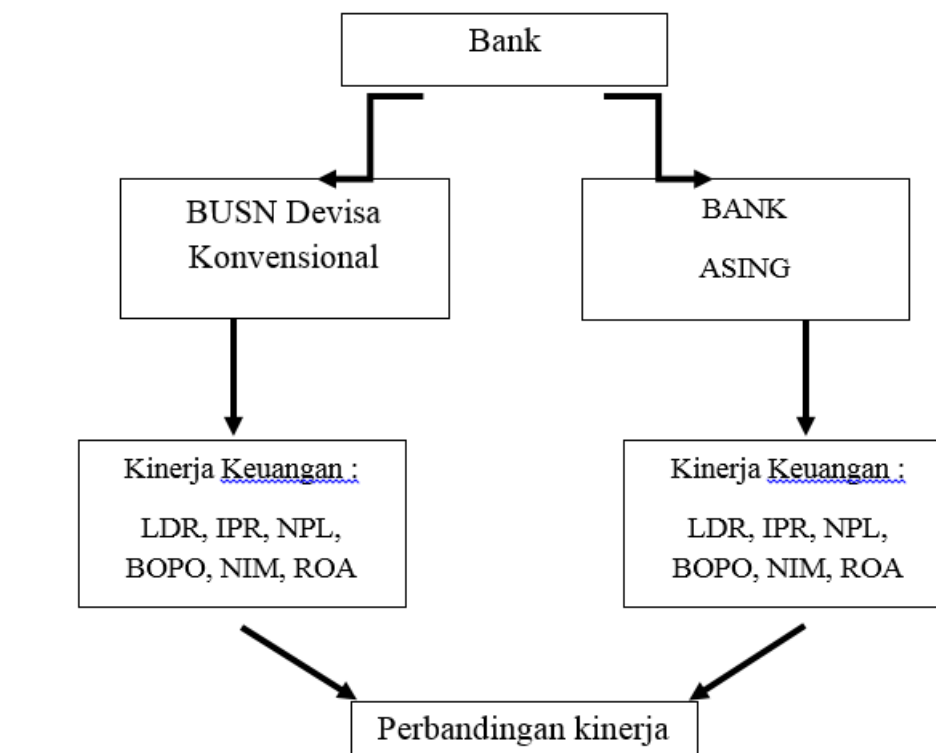 Bank
BUSN Devisa
Konvensional
BANK
ASING
Kinerja Keuangan :
LDR, IPR, NPL,
BOPO, NIM, ROA
Kinerja Keuangan :
LDR, IPR, NPL,
BOPO, NIM, ROA
Perbandingan kinerja